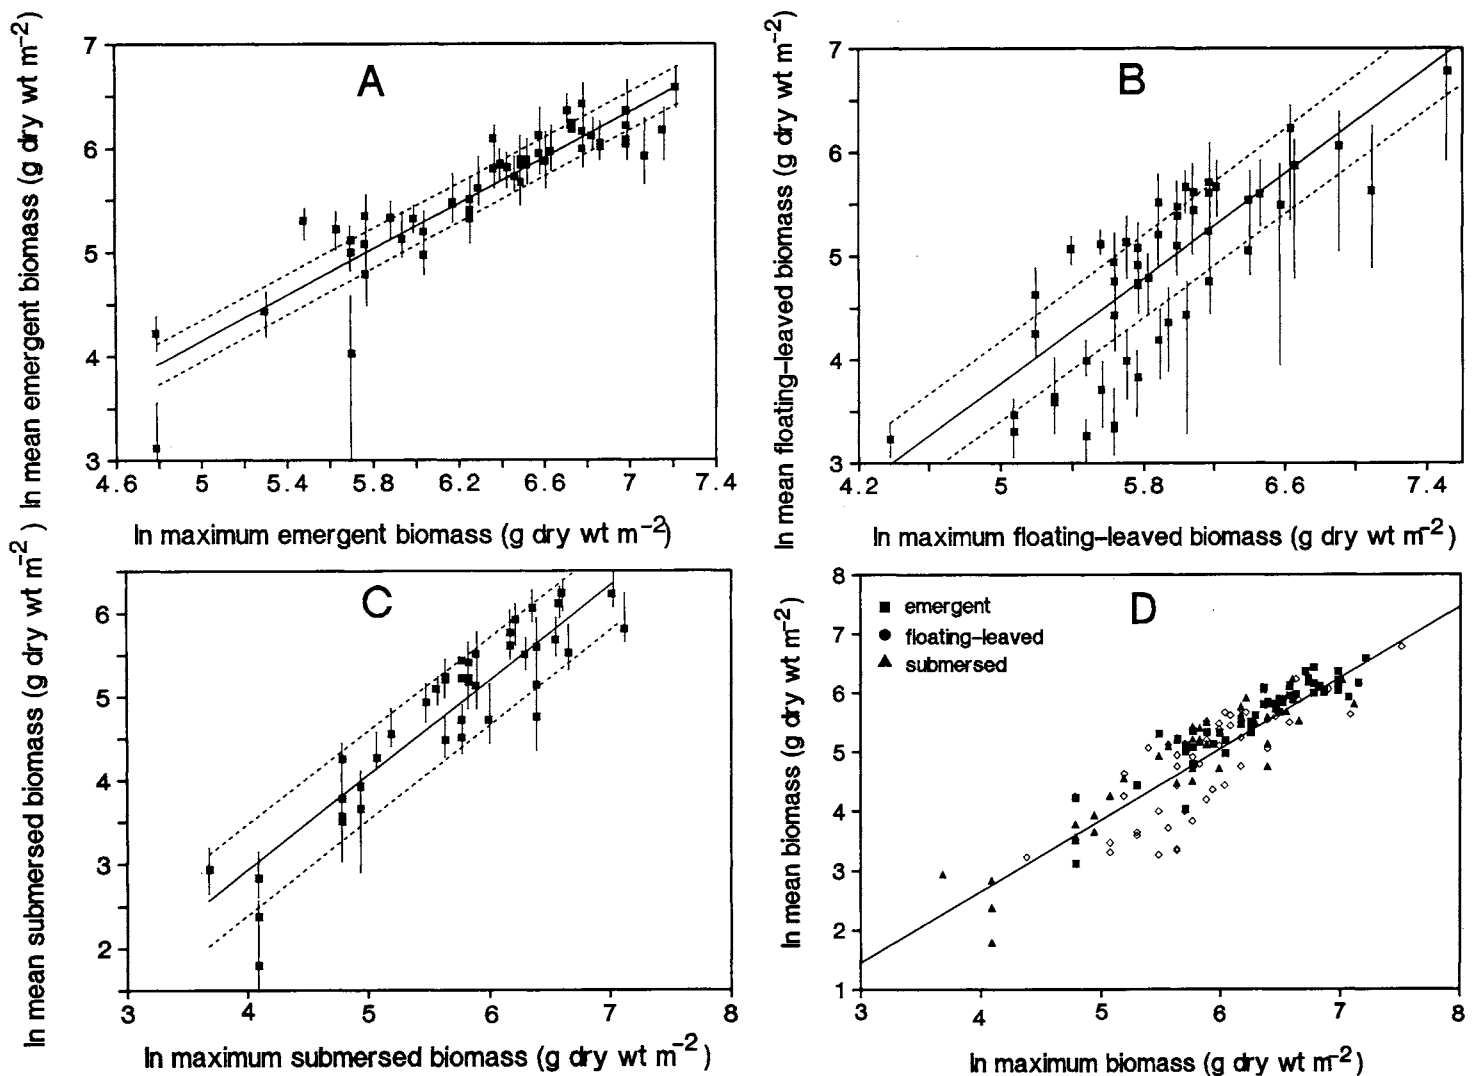 A
ln mean emergent biomass (g dry wt m−2)
7
6
5
4
3
4.6 5 5.4 5.8 6.2 6.6 7 7.4
ln maximum emergent biomass (g dry wt m−2)
B
ln mean floating−leaved biomass (g dry wt m−2)
7
6
5
4
3
4.2 5 5.8 6.6 7.4
ln maximum floating−leaved biomass (g dry wt m−2)
C
ln mean submersed biomass (g dry wt m−2)
6
5
4
3
2
3 4 5 6 7 8
ln maximum submersed biomass (g dry wt m−2)
D
emergent
floating−leaved
submersed
ln mean biomass (g dry wt m−2)
8
7
6
5
4
3
2
1
3 4 5 6 7 8
ln maximum biomass (g dry wt m−2)